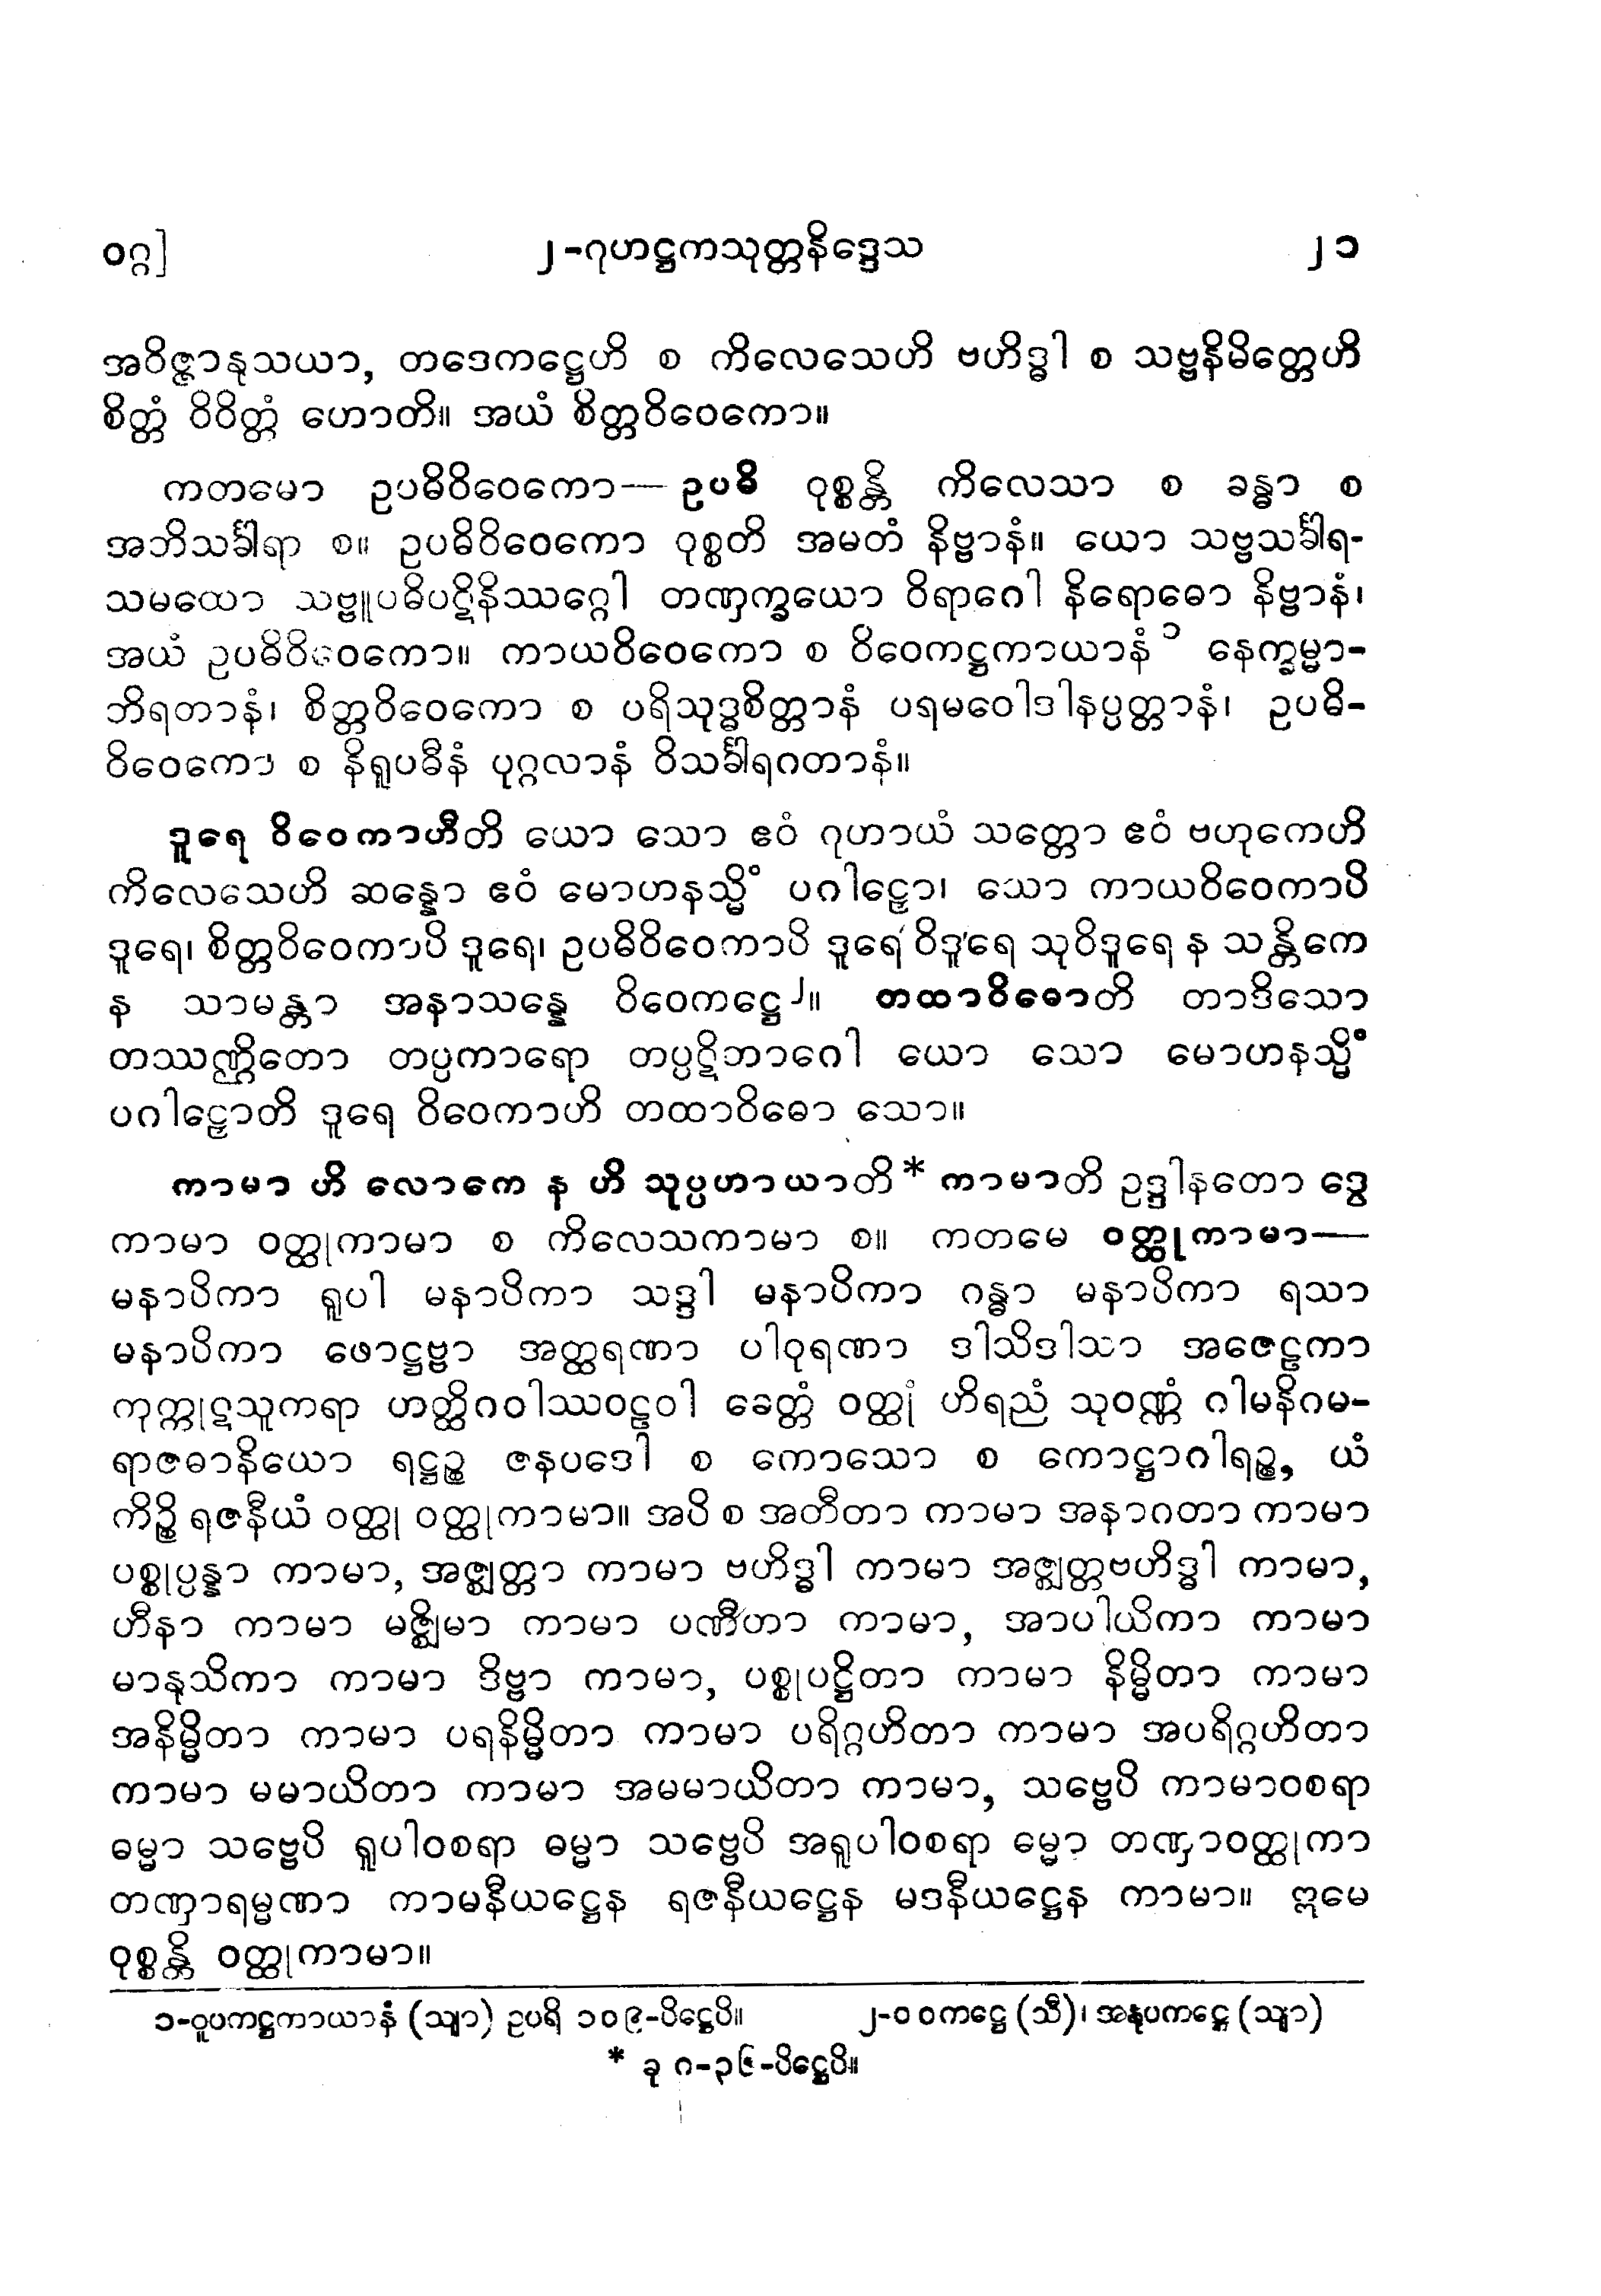 ဝဂ္ဂ] ၂-ဂုဟဋ္ဌကသုတ္တနိဒ္ဒေသ ၂၁
အဝိဇ္ဇာနုသယာ, တဒေကဋ္ဌေဟိ စ ကိလေသေဟိ ဗဟိဒ္ဓါ စ သဗ္ဗနိမိတ္တေဟိ
စိတ္တံ ဝိဝိတ္တံ ဟောတိ။ အယံ စိတ္တဝိဝေကော။
ကတမော ဥပဓိဝိဝေကော— ဥပဓိ ဝုစ္စန္တိ ကိလေသာ စ ခန္ဓာ စ
အဘိသင်္ခါရာ စ။ ဥပဓိဝိဝေကော ဝုစ္စတိ အမတံ နိဗ္ဗာနံ။ ယော သဗ္ဗသင်္ခါရ-
သမထော သဗ္ဗူပဓိပဋိနိဿဂ္ဂေါ တဏှက္ခယော ဝိရာဂေါ နိရောဓော နိဗ္ဗာနံ၊
အယံ ဥပဓိဝိဝေကော။ ကာယဝိဝေကော စ ဝိဝေကဋ္ဌကာယာနံ ၁ နေက္ခမ္မာ-
ဘိရတာနံ၊ စိတ္တဝိဝေကော စ ပရိသုဒ္ဓစိတ္တာနံ ပရမဝေါဒါနပ္ပတ္တာနံ၊ ဥပဓိ-
ဝိဝေကော စ နိရူပဓီနံ ပုဂ္ဂလာနံ ဝိသင်္ခါရဂတာနံ။
ဒူရေ ဝိဝေကာဟီတိ ယော သော ဧဝံ ဂုဟာယံ သတ္တော ဧဝံ ဗဟုကေဟိ
ကိလေသေဟိ ဆန္နော ဧဝံ မောဟနသ္မိံ ပဂါဠှော၊ သော ကာယဝိဝေကာပိ
ဒူရေ၊ စိတ္တဝိဝေကာပိ ဒူရေ၊ ဥပဓိဝိဝေကာပိ ဒူရေ ဝိဒူရေ သုဝိဒူရေ န သန္တိကေ
န သာမန္တာ အနာသန္နေ ဝိဝေကဋ္ဌေ ၂။ တထာဝိဓောတိ တာဒိသော
တဿဏ္ဌိတော တပ္ပကာရော တပ္ပဋိဘာဂေါ ယော သော မောဟနသ္မိံ
ပဂါဠှောတိ ဒူရေ ဝိဝေကာဟိ တထာဝိဓော သော။
ကာမာ ဟိ လောကေ န ဟိ သုပ္ပဟာယာတိ * ကာမာတိ ဥဒ္ဒါနတော ဒွေ
ကာမာ ဝတ္ထုကာမာ စ ကိလေသကာမာ စ။ ကတမေ ဝတ္ထုကာမာ—
မနာပိကာ ရူပါ မနာပိကာ သဒ္ဒါ မနာပိကာ ဂန္ဓာ မနာပိကာ ရသာ
မနာပိကာ ဖောဋ္ဌဗ္ဗာ အတ္ထရဏာ ပါဝုရဏာ ဒါသိဒါသာ အဇေဠကာ
ကုက္ကုဋသူကရာ ဟတ္ထိဂဝါဿဝဠဝါ ခေတ္တံ ဝတ္ထုံ ဟိရညံ သုဝဏ္ဏံ ဂါမနိဂမ-
ရာဇဓာနိယော ရဋ္ဌဉ္စ ဇနပဒေါ စ ကောသော စ ကောဋ္ဌာဂါရဉ္စ, ယံ
ကိဉ္စိ ရဇနီယံ ဝတ္ထု ဝတ္ထုကာမာ။ အပိ စ အတီတာ ကာမာ အနာဂတာ ကာမာ
ပစ္စုပ္ပန္နာ ကာမာ, အဇ္ဈတ္တာ ကာမာ ဗဟိဒ္ဓါ ကာမာ အဇ္ဈတ္တဗဟိဒ္ဓါ ကာမာ,
ဟီနာ ကာမာ မဇ္ဈိမာ ကာမာ ပဏီတာ ကာမာ, အာပါယိကာ ကာမာ
မာနုသိကာ ကာမာ ဒိဗ္ဗာ ကာမာ, ပစ္စုပဋ္ဌိတာ ကာမာ နိမ္မိတာ ကာမာ
အနိမ္မိတာ ကာမာ ပရနိမ္မိတာ ကာမာ ပရိဂ္ဂဟိတာ ကာမာ အပရိဂ္ဂဟိတာ
ကာမာ မမာယိတာ ကာမာ အမမာယိတာ ကာမာ, သဗ္ဗေပိ ကာမာဝစရာ
ဓမ္မာ သဗ္ဗေပိ ရူပါဝစရာ ဓမ္မာ သဗ္ဗေပိ အရူပါဝစရာ ဓမ္မာ တဏှာဝတ္ထုကာ
တဏှာရမ္မဏာ ကာမနီယဋ္ဌေန ရဇနီယဋ္ဌေန မဒနီယဋ္ဌေန ကာမာ။ ဣမေ
ဝုစ္စန္တိ ဝတ္ထုကာမာ။
၁-ဝူပကဋ္ဌကာယာနံ (သျာ) ဥပရိ ၁၀၉-ပိဋ္ဌေပိ။ ၂-ဝဝကဋ္ဌေ (သီ)၊ အနုပကဋ္ဌေ (သျာ)
* ခု ဂ-၃၆-ပိဋ္ဌေပိ။